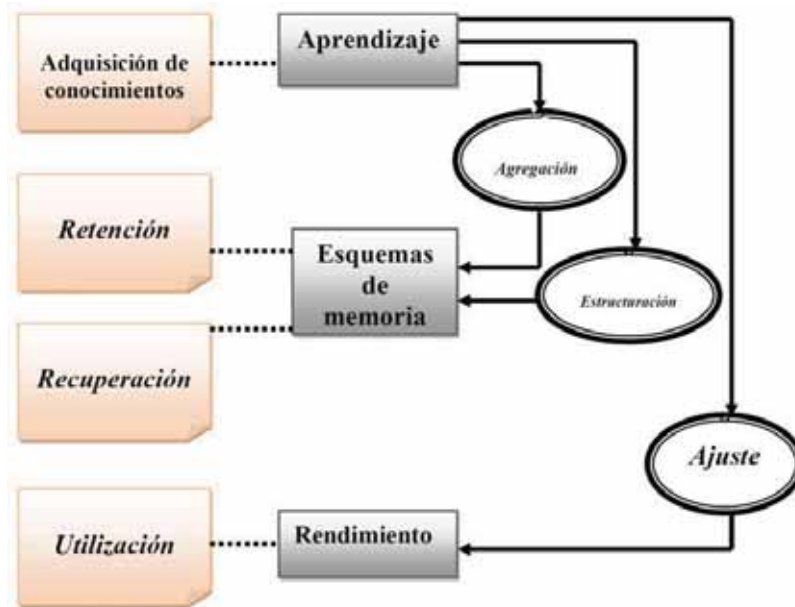 Adquisición de
conocimientos
Aprendizaje
Agregación
Retención
Esquemas
de
memoria
Estructuración
Recuperación
Ajuste
Utilización
Rendimiento